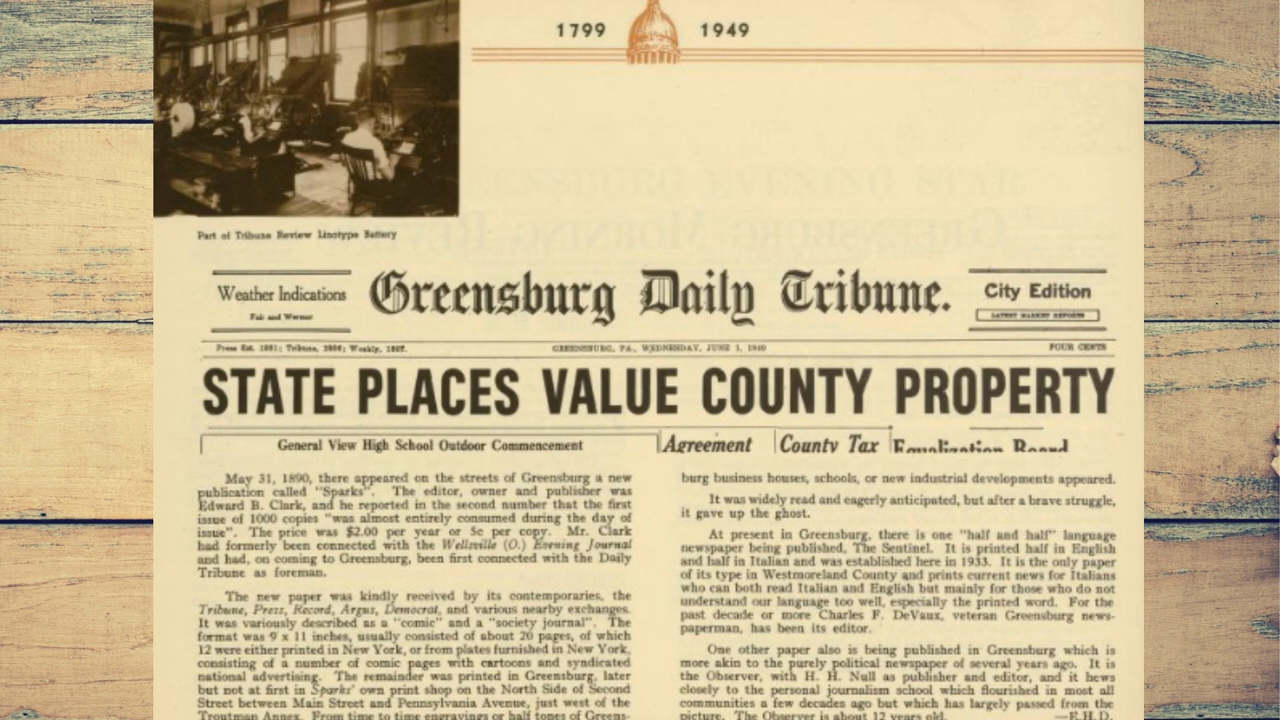 1799 1949
Part of Tribune Review Linotype Battery
Weather Indications
Fair and Warmer
Greensburg Daily Tribune.
City Edition
LATEST MARKET REPORTS
Press Est. 1881; Tribune, 1886; Weekly, 1887.
GREENSBURG, PA., WEDNESDAY, JUNE 1, 1949
FOUR CENTS
STATE PLACES VALUE COUNTY PROPERTY
General View High School Outdoor Commencement
Agreement
County Tax
Equalization Board
May 31, 1890, there appeared on the streets of Greensburg a new
publication called "Sparks". The editor, owner and publisher was
Edward B. Clark, and he reported in the second number that the first
issue of 1000 copies "was almost entirely consumed during the day of
issue". The price was $2.00 per year or 5c per copy. Mr. Clark
had formerly been connected with the Wellsville (O.) Evening Journal
and had, on coming to Greensburg, been first connected with the Daily
Tribune as foreman.
The new paper was kindly received by its contemporaries, the
Tribune, Press, Record, Argus, Democrat, and various nearby exchanges.
It was variously described as a "comic" and a "society journal". The
format was 9 x 11 inches, usually consisted of about 20 pages, of which
12 were either printed in New York, or from plates furnished in New York,
consisting of a number of comic pages with cartoons and syndicated
national advertising. The remainder was printed in Greensburg, later
but not at first in Sparks' own print shop on the North Side of Second
Street between Main Street and Pennsylvania Avenue, just west of the
Troutman Annex. From time to time engravings or half tones of Greens-
burg business houses, schools, or new industrial developments appeared.
It was widely read and eagerly anticipated, but after a brave struggle,
it gave up the ghost.
At present in Greensburg, there is one "half and half" language
newspaper being published, The Sentinel. It is printed half in English
and half in Italian and was established here in 1933. It is the only paper
of its type in Westmoreland County and prints current news for Italians
who can both read Italian and English but mainly for those who do not
understand our language too well, especially the printed word. For the
past decade or more Charles F. DeVaux, veteran Greensburg news-
paperman, has been its editor.
One other paper also is being published in Greensburg which is
more akin to the purely political newspaper of several years ago. It is
the Observer, with H. H. Null as publisher and editor, and it hews
closely to the personal journalism school which flourished in most all
communities a few decades ago but which has largely passed from the
picture. The Observer is about 12 years old. —E.H.D.